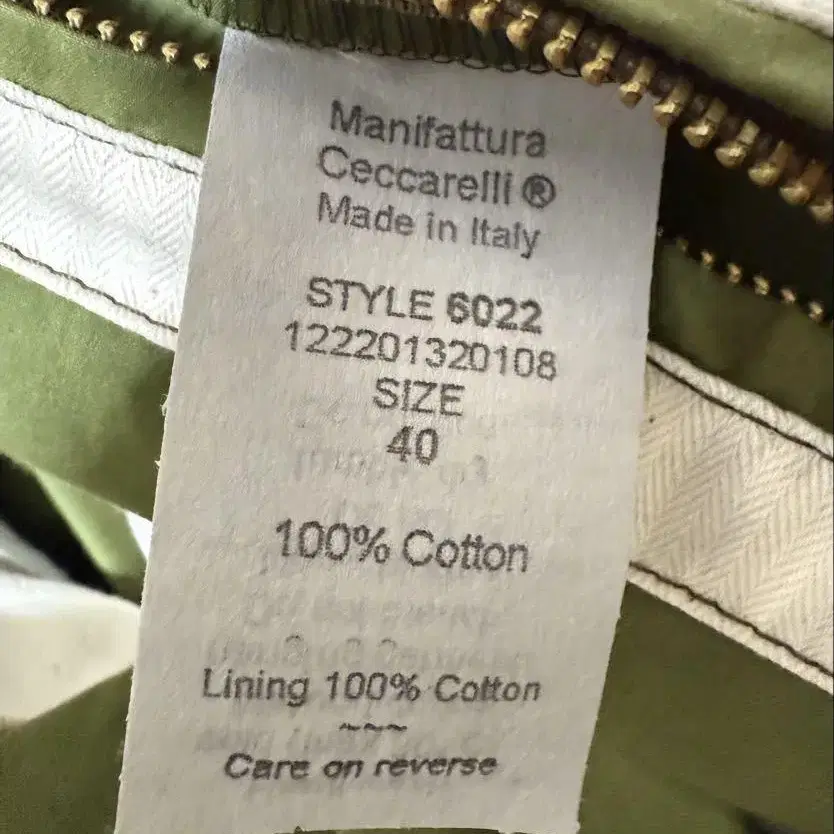 Manifattura
Ceccarelli ®
Made in Italy
STYLE 6022
122201320108
SIZE
40
100% Cotton
Lining 100% Cotton
~~~
Care on reverse